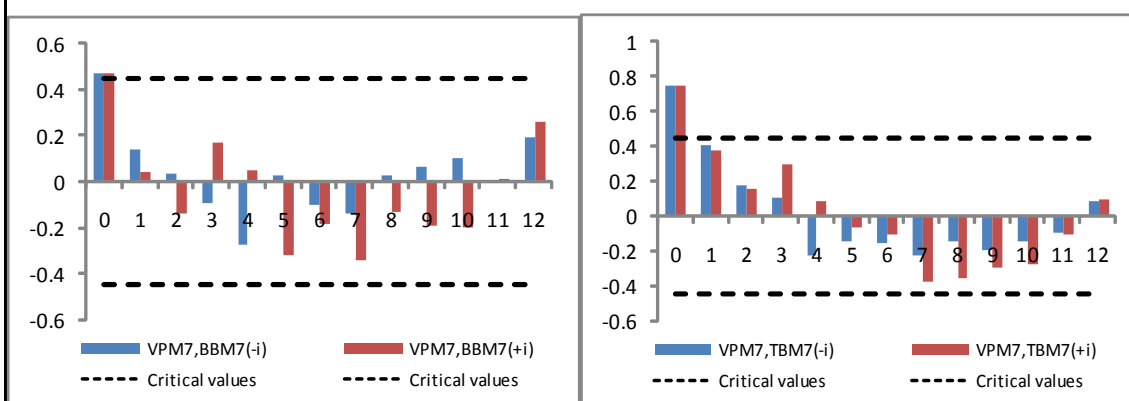 0.6
0.4
0.2
0
-0.2
-0.4
-0.6
0 1 2 3 4 5 6 7 8 9 10 11 12
VPM7,BBM7(-i) VPM7,BBM7(+i)
Critical values Critical values
1
0.8
0.6
0.4
0.2
0
-0.2
-0.4
-0.6
0 1 2 3 4 5 6 7 8 9 10 11 12
VPM7,TBM7(-i) VPM7,TBM7(+i)
Critical values Critical values